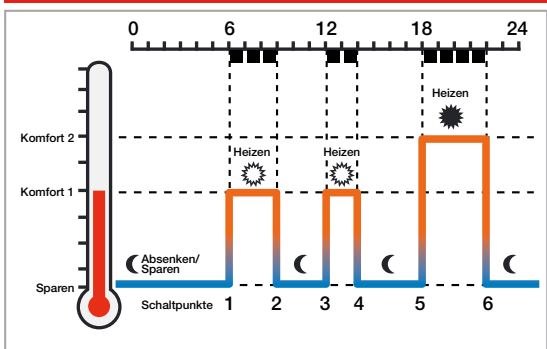 0 6 12 18 24
Heizen
Komfort 2
Heizen Heizen
Komfort 1
Absenken/
Sparen
Sparen
Schaltpunkte 1 2 3 4 5 6